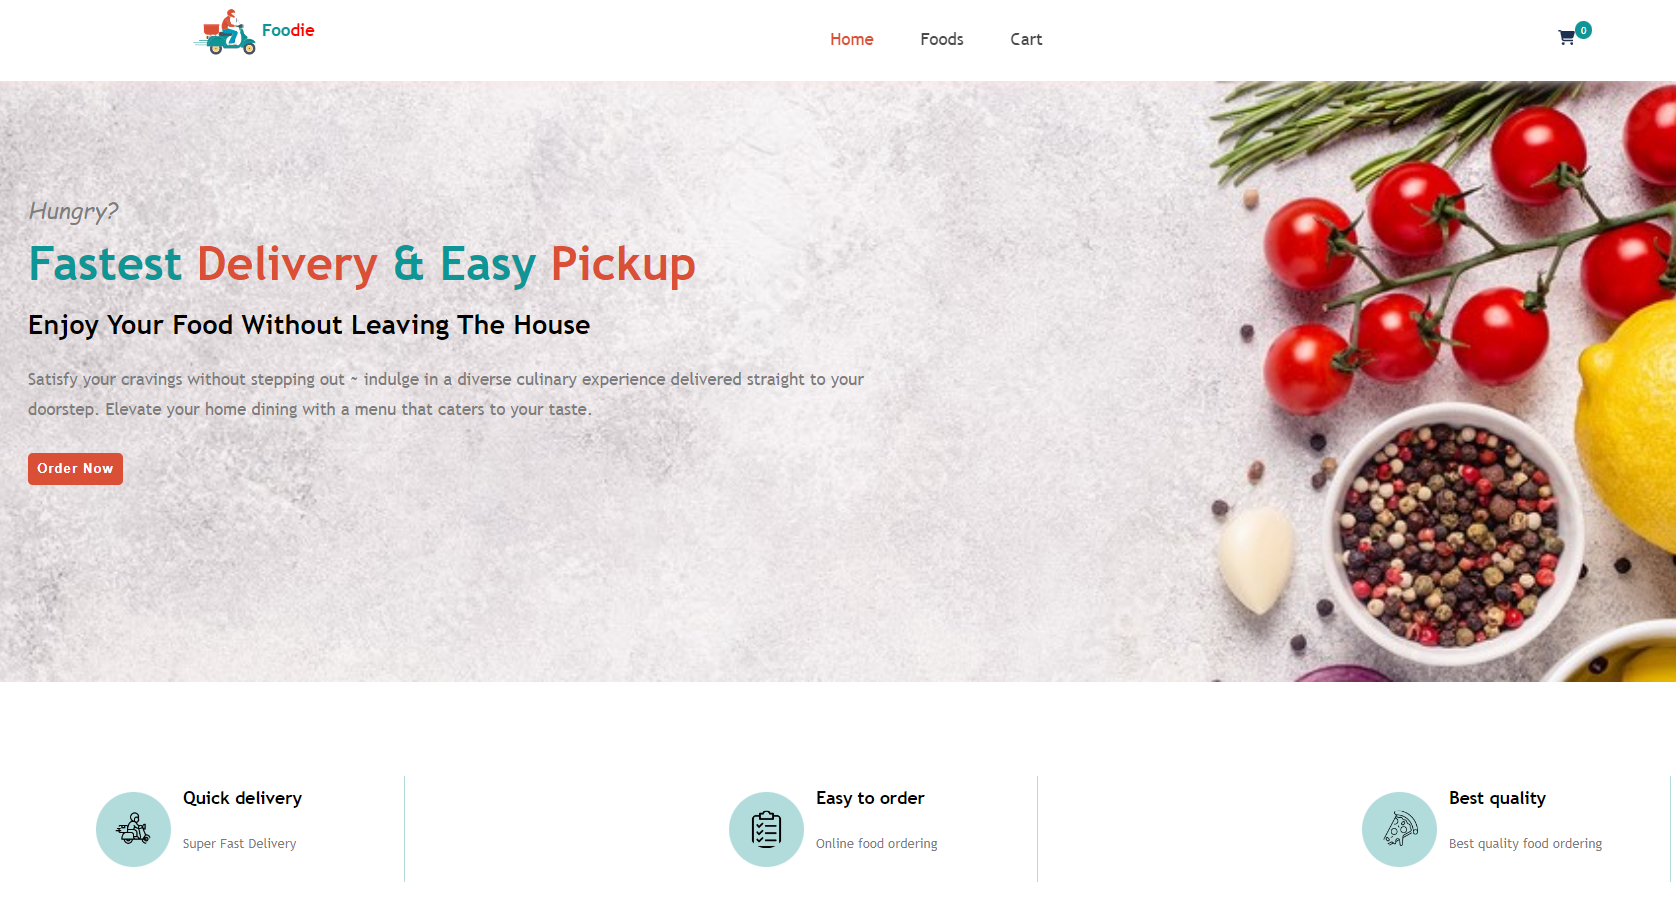 Foodie
Home
Foods
Cart
0
Hungry?
Fastest Delivery & Easy Pickup
Enjoy Your Food Without Leaving The House
Satisfy your cravings without stepping out ~ indulge in a diverse culinary experience delivered straight to your
doorstep. Elevate your home dining with a menu that caters to your taste.
Order Now
Quick delivery
Super Fast Delivery
Easy to order
Online food ordering
Best quality
Best quality food ordering